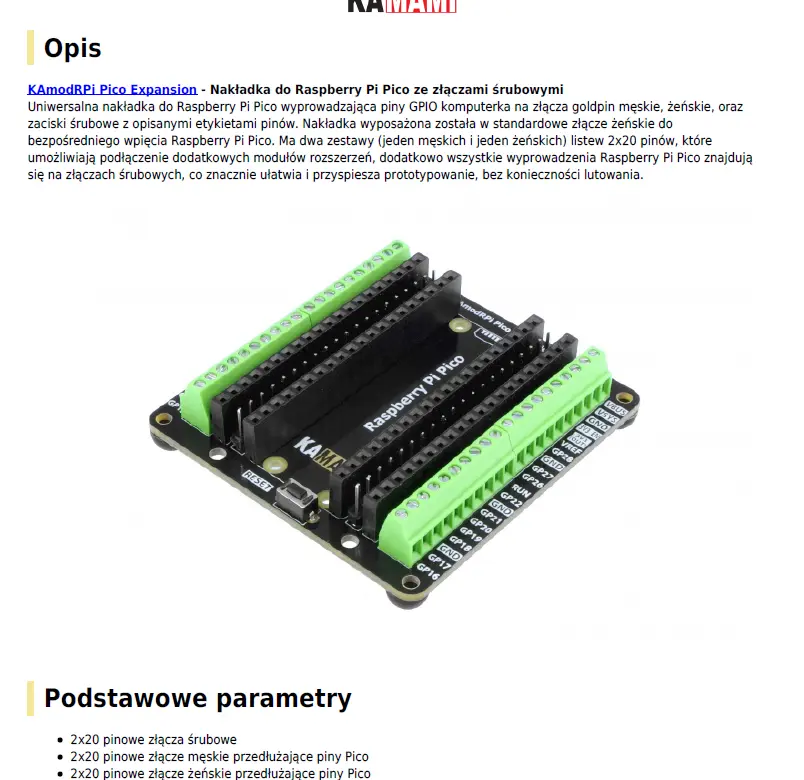 KAMAMI
Opis
KAmodRPi Pico Expansion - Nakładka do Raspberry Pi Pico ze złączami śrubowymi
Uniwersalna nakładka do Raspberry Pi Pico wyprowadzająca piny GPIO komputerka na złącza goldpin męskie, żeńskie, oraz
zaciski śrubowe z opisanymi etykietami pinów. Nakładka wyposażona została w standardowe złącze żeńskie do
bezpośredniego wpięcia Raspberry Pi Pico. Ma dwa zestawy (jeden męskich i jeden żeńskich) listew 2x20 pinów, które
umożliwiają podłączenie dodatkowych modułów rozszerzeń, dodatkowo wszystkie wyprowadzenia Raspberry Pi Pico znajdują
się na złączach śrubowych, co znacznie ułatwia i przyspiesza prototypowanie, bez konieczności lutowania.
AmodRPi Pico
Raspberry Pi Pico
KAMA
RESET
VBUS
VSYS
GND
VREF
GP28
GND
GP27
GP26
RUN
GP22
GND
GP21
GP20
GP19
GP18
GND
GP17
GP16
Podstawowe parametry
2x20 pinowe złącza śrubowe
2x20 pinowe złącze męskie przedłużające piny Pico
2x20 pinowe złącze żeńskie przedłużające piny Pico